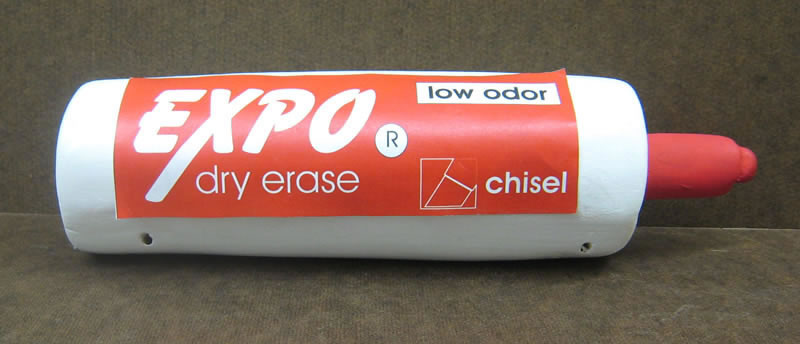 EXPO
®
low odor
dry erase
chisel